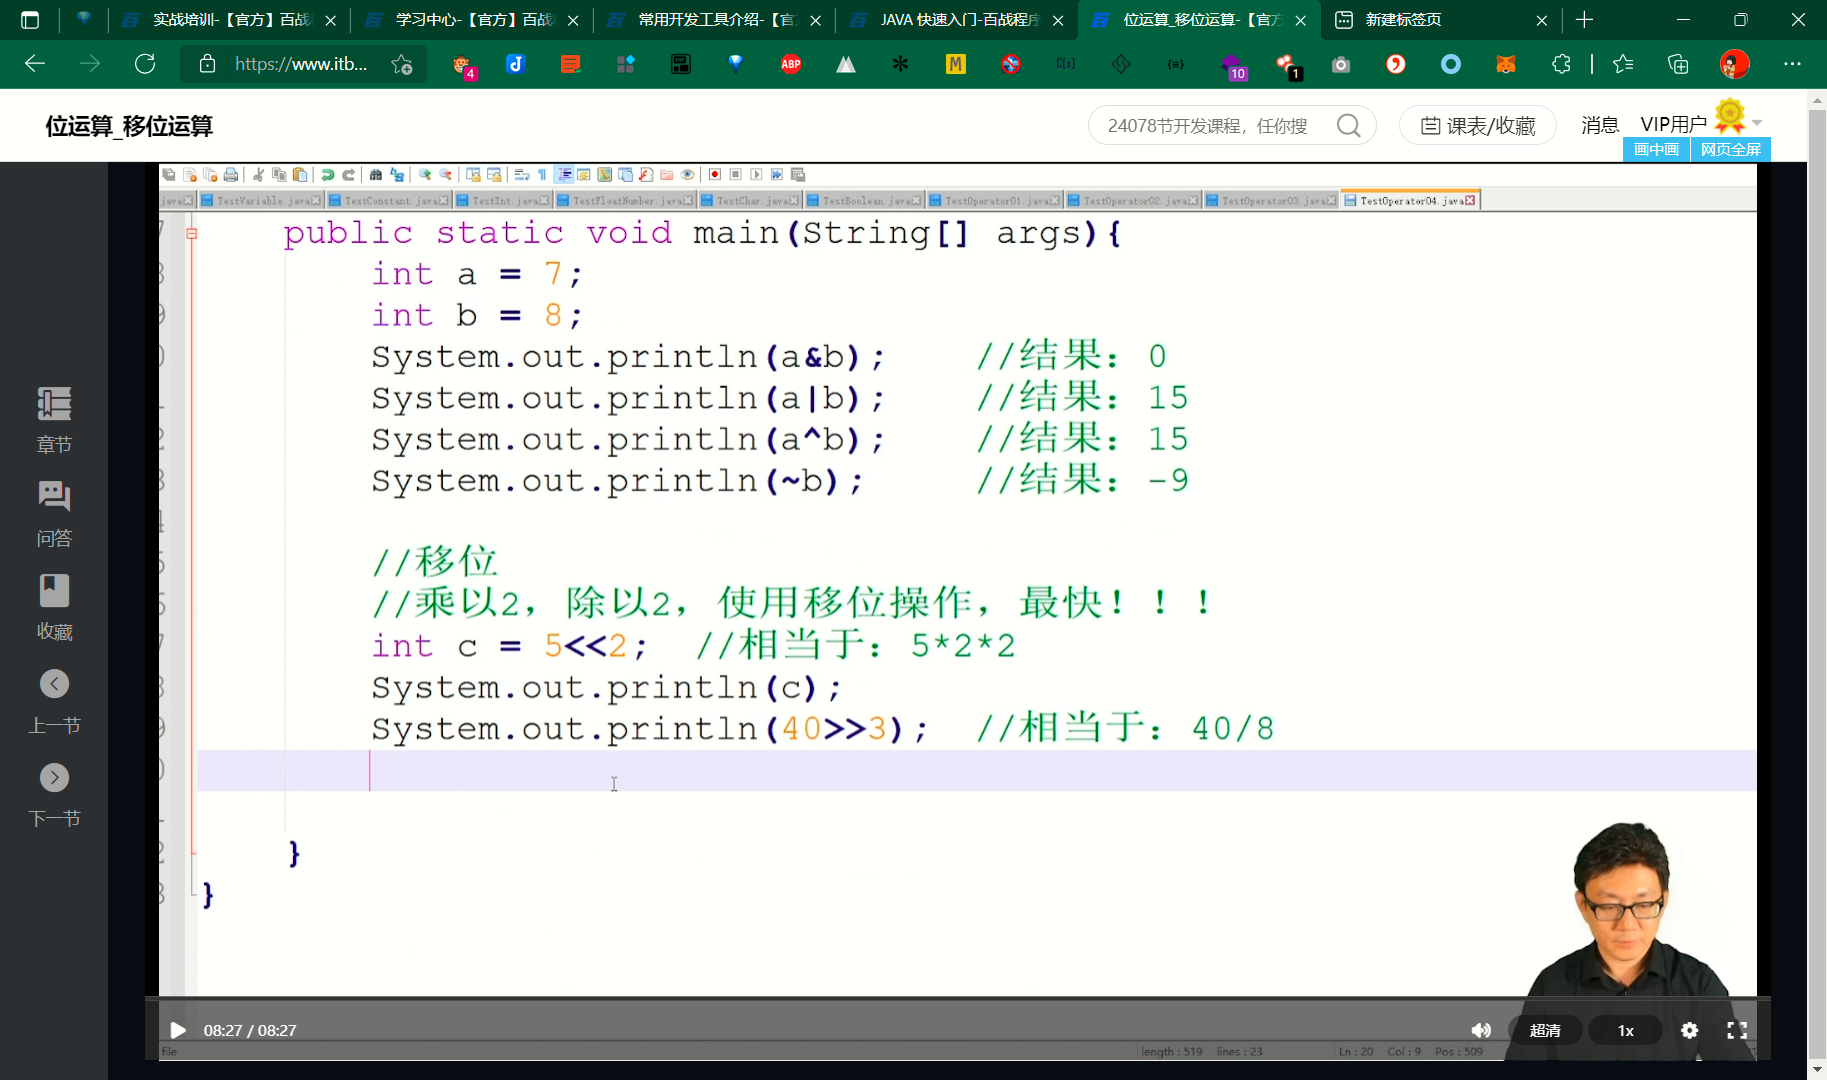 实战培训-【官方】百战
学习中心-【官方】百战
常用开发工具介绍-【官
JAVA 快速入门-百战程序
位运算_移位运算-【官方
新建标签页
https://www.itb...
4
ABP
M
10
1
位运算_移位运算
24078节开发课程，任你搜
课表/收藏
消息
VIP用户
画中画
网页全屏
java
TestVariable.java
TestConstant.java
TestInt.java
TestFloatNumber.java
TestChar.java
TestBoolean.java
TestOperator01.java
TestOperator02.java
TestOperator03.java
TestOperator04.java
public static void main(String[] args){
int a = 7;
int b = 8;
System.out.println(a&b); //结果：0
System.out.println(a|b); //结果：15
System.out.println(a^b); //结果：15
System.out.println(~b); //结果：-9
//移位
//乘以2，除以2，使用移位操作，最快！！！
int c = 5<<2; //相当于：5*2*2
System.out.println(c);
System.out.println(40>>3); //相当于：40/8
}
}
章节
问答
收藏
上一节
下一节
08:27 / 08:27
超清
1x
file
length : 519 lines : 23
Ln : 20 Col : 9 Pos : 509